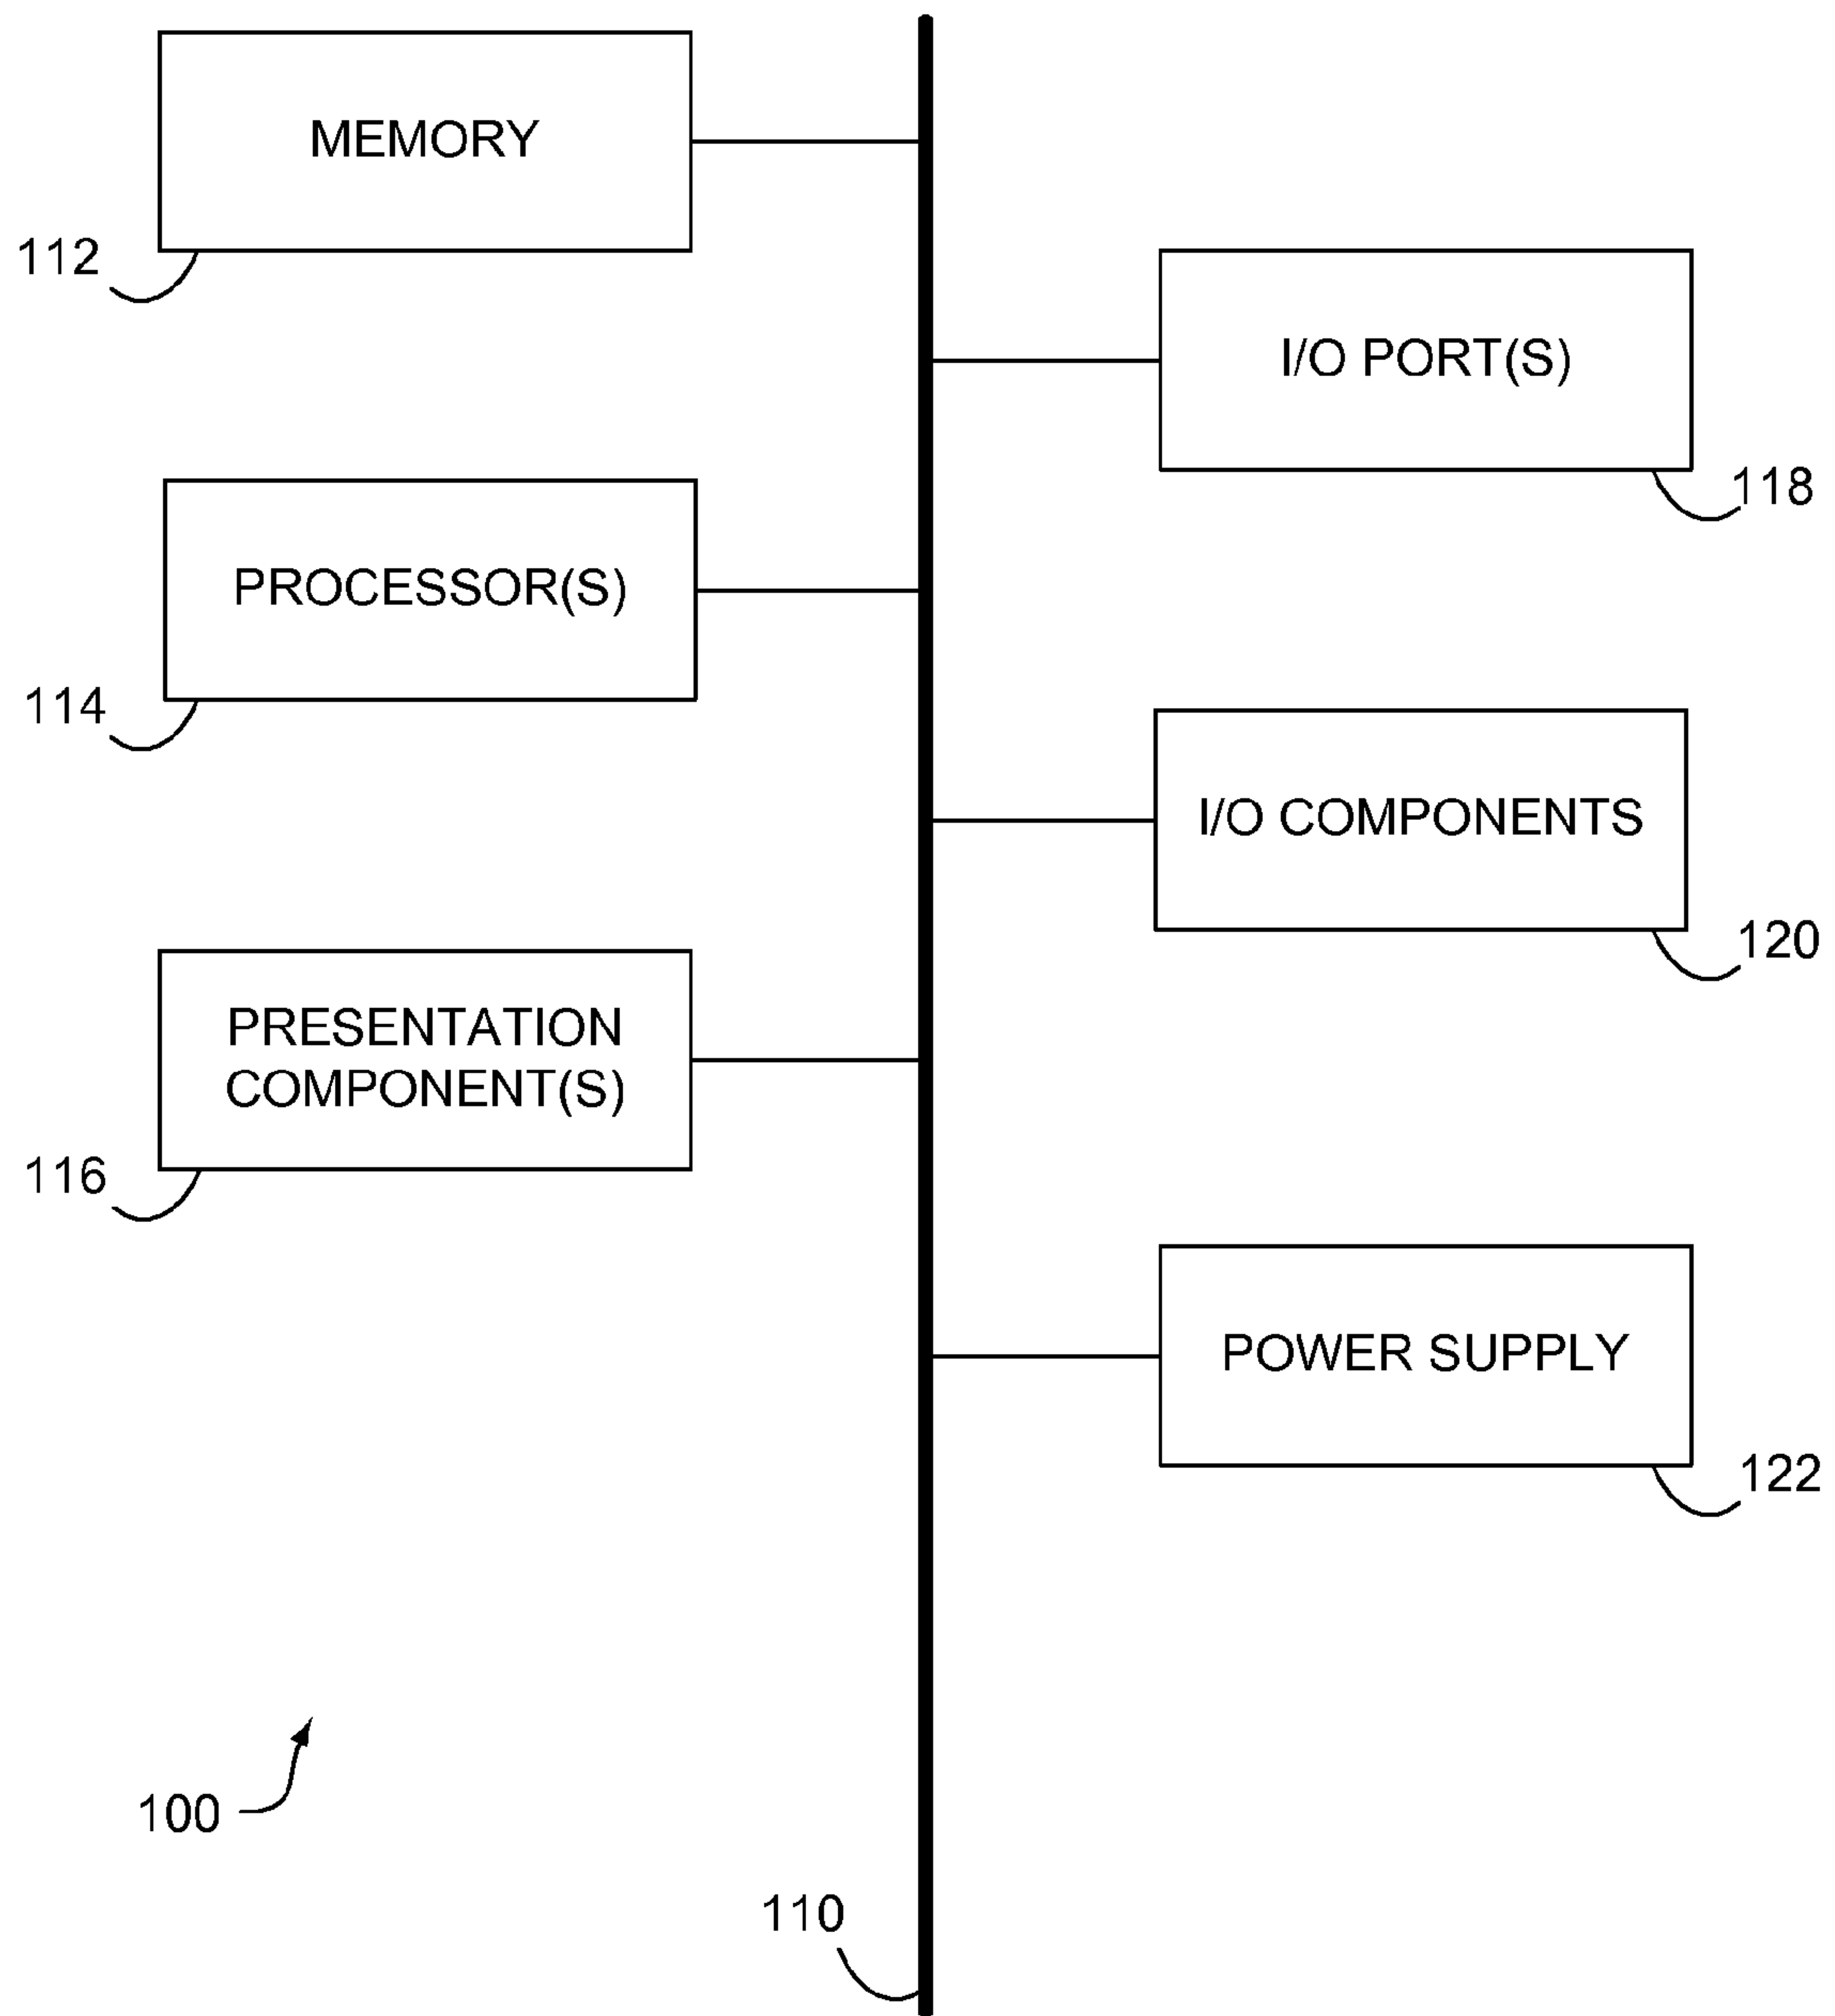 MEMORY
112
I/O PORT(S)
118
PROCESSOR(S)
114
I/O COMPONENTS
120
PRESENTATION
COMPONENT(S)
116
POWER SUPPLY
122
100
110